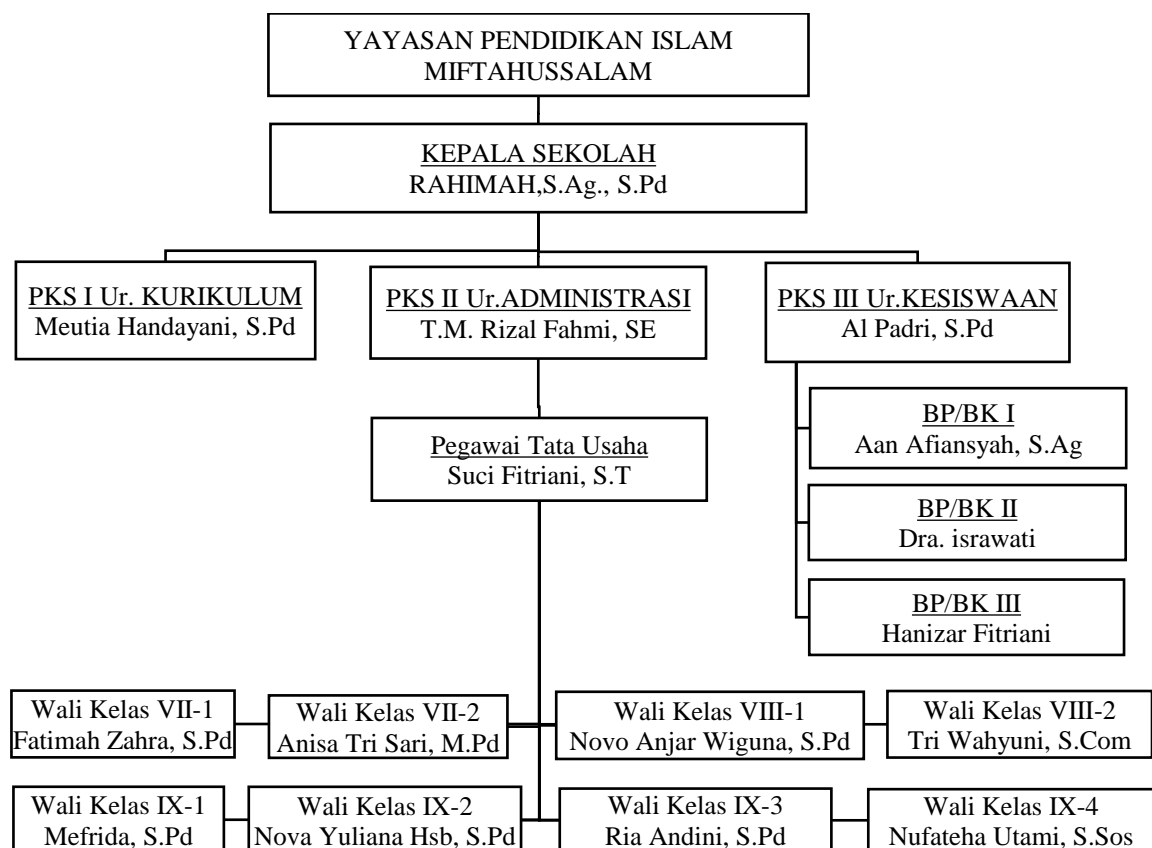 YAYASAN PENDIDIKAN ISLAM
MIFTAHUSSALAM
KEPALA SEKOLAH
RAHIMAH,S.Ag., S.Pd
PKS I Ur. KURIKULUM
Meutia Handayani, S.Pd
PKS II Ur.ADMINISTRASI
T.M. Rizal Fahmi, SE
PKS III Ur.KESISWAAN
Al Padri, S.Pd
BP/BK I
Aan Afiansyah, S.Ag
Pegawai Tata Usaha
Suci Fitriani, S.T
BP/BK II
Dra. israwati
BP/BK III
Hanizar Fitriani
Wali Kelas VII-1
Fatimah Zahra, S.Pd
Wali Kelas VII-2
Anisa Tri Sari, M.Pd
Wali Kelas VIII-1
Novo Anjar Wiguna, S.Pd
Wali Kelas VIII-2
Tri Wahyuni, S.Com
Wali Kelas IX-1
Mefrida, S.Pd
Wali Kelas IX-2
Nova Yuliana Hsb, S.Pd
Wali Kelas IX-3
Ria Andini, S.Pd
Wali Kelas IX-4
Nufateha Utami, S.Sos